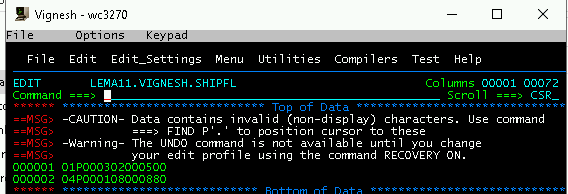 Vignesh - wc3270
File Options Keypad
File Edit Edit_Settings Menu Utilities Compilers Test Help
EDIT LEMA11.VIGNESH.SHIPFL Columns 00001 00072
Command ===> Scroll ===> CSR_
****** **************************** Top of Data ****************************
==MSG> -CAUTION- Data contains invalid (non-display) characters. Use command
==MSG> ===> FIND P'.' to position cursor to these
==MSG> -Warning- The UNDO command is not available until you change
==MSG> your edit profile using the command RECOVERY ON.
000001 01P000302000500
000002 04P000108000880
****** *************************** Bottom of Data ***************************